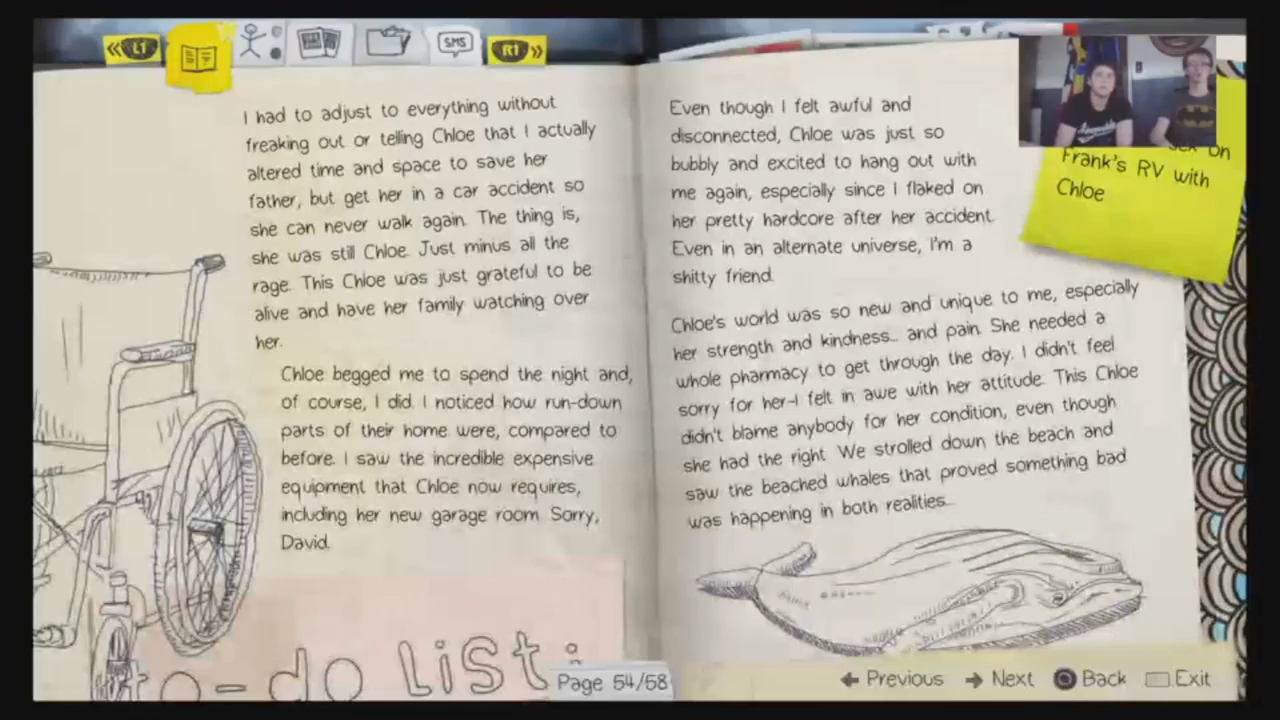 L1
SMS
R1
I had to adjust to everything without
freaking out or telling Chloe that I actually
altered time and space to save her
father, but get her in a car accident so
she can never walk again. The thing is,
she was still Chloe. Just minus all the
rage. This Chloe was just grateful to be
alive and have her family watching over
her.
Chloe begged me to spend the night and,
of course, I did. I noticed how run-down
parts of their home were, compared to
before. I saw the incredible expensive
equipment that Chloe now requires,
including her new garage room. Sorry,
David.
to-do LiST:
Even though I felt awful and
disconnected, Chloe was just so
bubbly and excited to hang out with
me again, especially since I flaked on
her pretty hardcore after her accident.
Even in an alternate universe, I'm a
shitty friend.
Chloe's world was so new and unique to me, especially
her strength and kindness... and pain. She needed a
whole pharmacy to get through the day. I didn't feel
sorry for her-I felt in awe with her attitude. This Chloe
didn't blame anybody for her condition, even though
she had the right. We strolled down the beach and
saw the beached whales that proved something bad
was happening in both realities...
on
Frank's RV with
Chloe
Page 54/58
Previous
Next
Back
Exit